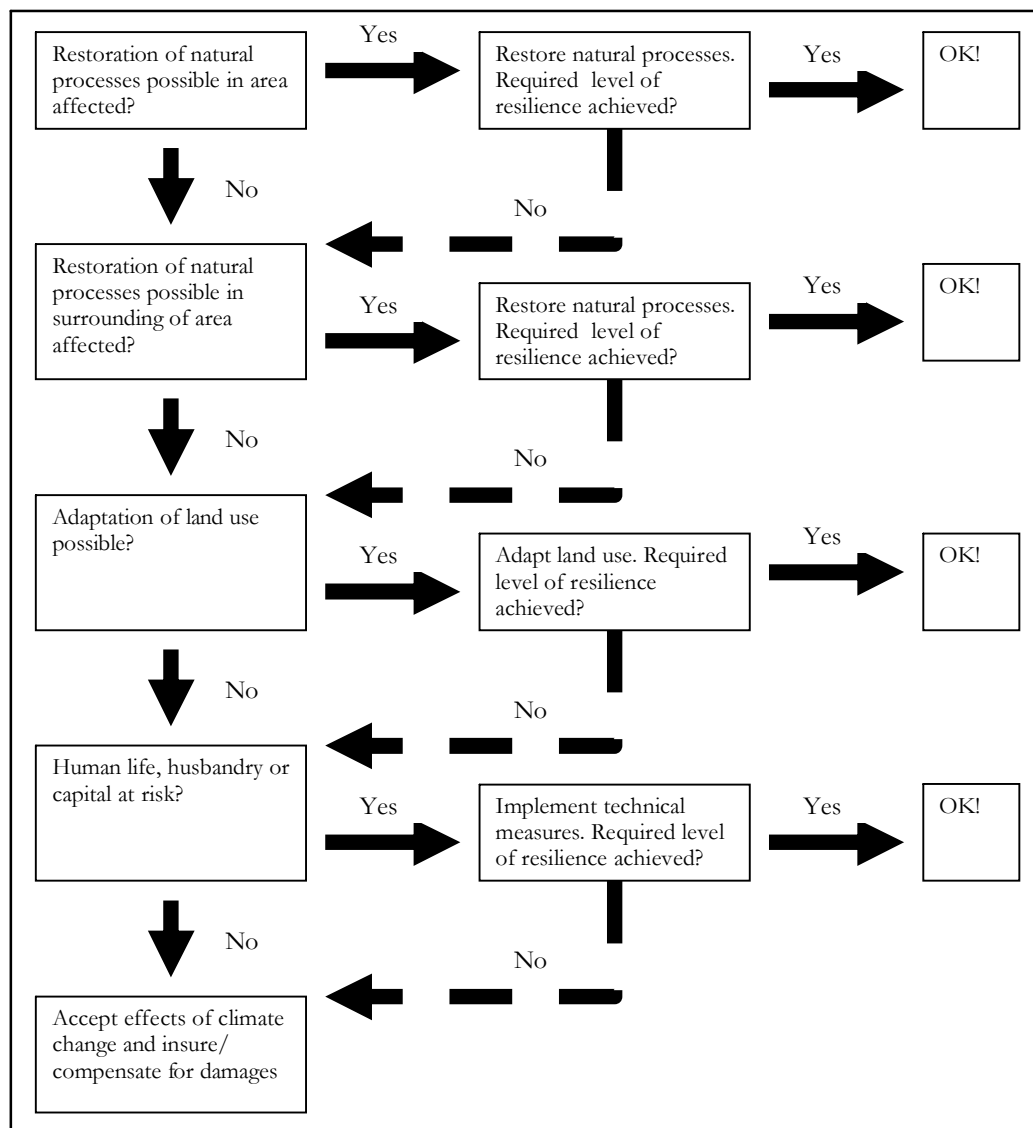 Restoration of natural
processes possible in area
affected?
Yes
Restore natural processes.
Required level of
resilience achieved?
Yes
OK!
No
No
Restoration of natural
processes possible in
surrounding of area
affected?
Yes
Restore natural processes.
Required level of
resilience achieved?
Yes
OK!
No
No
Adaptation of land use
possible?
Yes
Adapt land use. Required
level of resilience
achieved?
Yes
OK!
No
No
Human life, husbandry or
capital at risk?
Yes
Implement technical
measures. Required level
of resilience achieved?
Yes
OK!
No
No
Accept effects of climate
change and insure/
compensate for damages